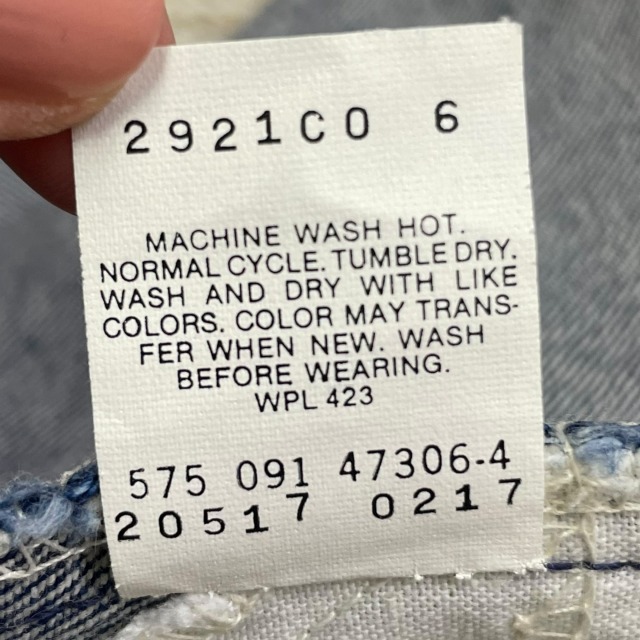 2921CO 6
MACHINE WASH HOT.
NORMAL CYCLE. TUMBLE DRY.
WASH AND DRY WITH LIKE
COLORS. COLOR MAY TRANS-
FER WHEN NEW. WASH
BEFORE WEARING.
WPL 423
575 091 47306-4
20517 0217